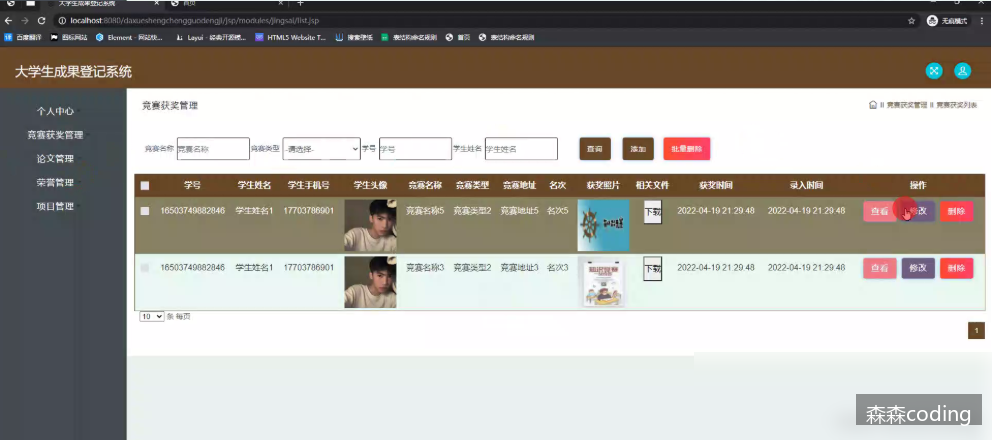 大学生成果登记系统
首页
localhost:8080/daxueshengchengguodengji/jsp/modules/jingsai/list.jsp
无痕模式
百度翻译 图标网站 Element - 网站快... Layui - 经典开源模... HTML5 Website T... 搜索壁纸 表结构命名规则 首页 表结构命名规则
大学生成果登记系统
个人中心
竞赛获奖管理
论文管理
荣誉管理
项目管理
竞赛获奖管理
竞赛获奖管理 竞赛获奖列表
竞赛名称 竞赛名称 竞赛类型 -请选择- 学号 学号 学生姓名 学生姓名 查询 添加 批量删除
学号 学生姓名 学生手机号 学生头像 竞赛名称 竞赛类型 竞赛地址 名次 获奖照片 相关文件 获奖时间 录入时间 操作
16503749882846 学生姓名1 17703786901 竞赛名称5 竞赛类型2 竞赛地址5 名次5 下载 2022-04-19 21:29:48 2022-04-19 21:29:48 查看 修改 删除
16503749882846 学生姓名1 17703786901 竞赛名称3 竞赛类型2 竞赛地址3 名次3 下载 2022-04-19 21:29:48 2022-04-19 21:29:48 查看 修改 删除
10 条 每页
1
森森coding